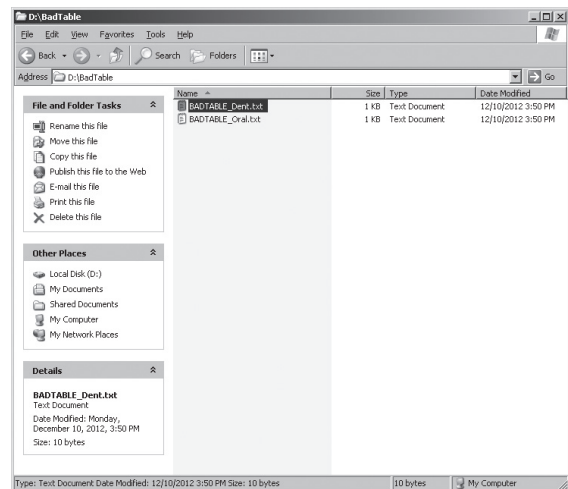 D:\BadTable
File Edit View Favorites Tools Help
Back Search Folders
Address D:\BadTable Go
Name Size Type Date Modified
BADTABLE_Dent.txt 1 KB Text Document 12/10/2012 3:50 PM
BADTABLE_Oral.txt 1 KB Text Document 12/10/2012 3:50 PM
File and Folder Tasks
Rename this file
Move this file
Copy this file
Publish this file to the Web
E-mail this file
Print this file
Delete this file
Other Places
Local Disk (D:)
My Documents
Shared Documents
My Computer
My Network Places
Details
BADTABLE_Dent.txt
Text Document
Date Modified: Monday,
December 10, 2012, 3:50 PM
Size: 10 bytes
Type: Text Document Date Modified: 12/10/2012 3:50 PM Size: 10 bytes 10 bytes My Computer